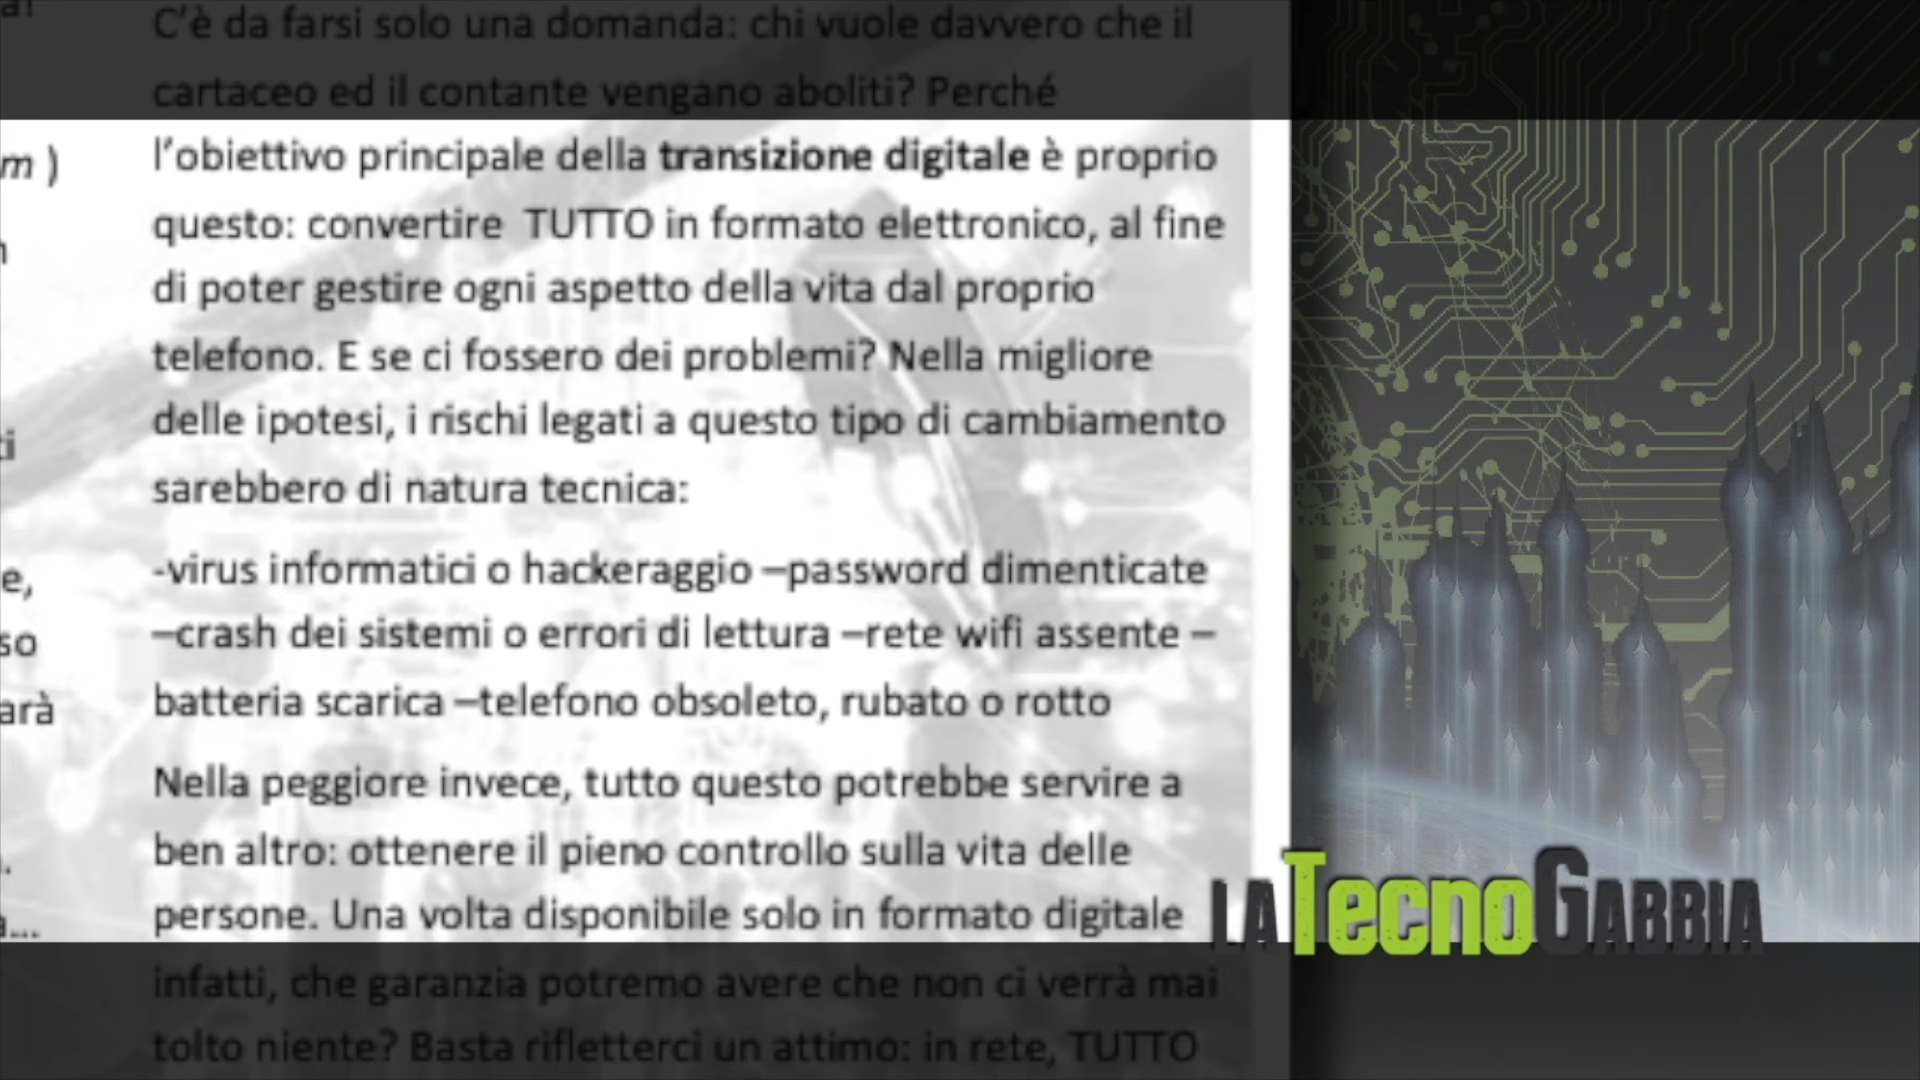 a!
C'è da farsi solo una domanda: chi vuole davvero che il
cartaceo ed il contante vengano aboliti? Perché
m )
l'obiettivo principale della transizione digitale è proprio
questo: convertire TUTTO in formato elettronico, al fine
di poter gestire ogni aspetto della vita dal proprio
telefono. E se ci fossero dei problemi? Nella migliore
delle ipotesi, i rischi legati a questo tipo di cambiamento
sarebbero di natura tecnica:
e,
-virus informatici o hackeraggio –password dimenticate
so
–crash dei sistemi o errori di lettura –rete wifi assente –
arà
batteria scarica –telefono obsoleto, rubato o rotto
Nella peggiore invece, tutto questo potrebbe servire a
ben altro: ottenere il pieno controllo sulla vita delle
persone. Una volta disponibile solo in formato digitale
infatti, che garanzia potremo avere che non ci verrà mai
tolto niente? Basta rifletterci un attimo: in rete, TUTTO
LA TECNOGABBIA